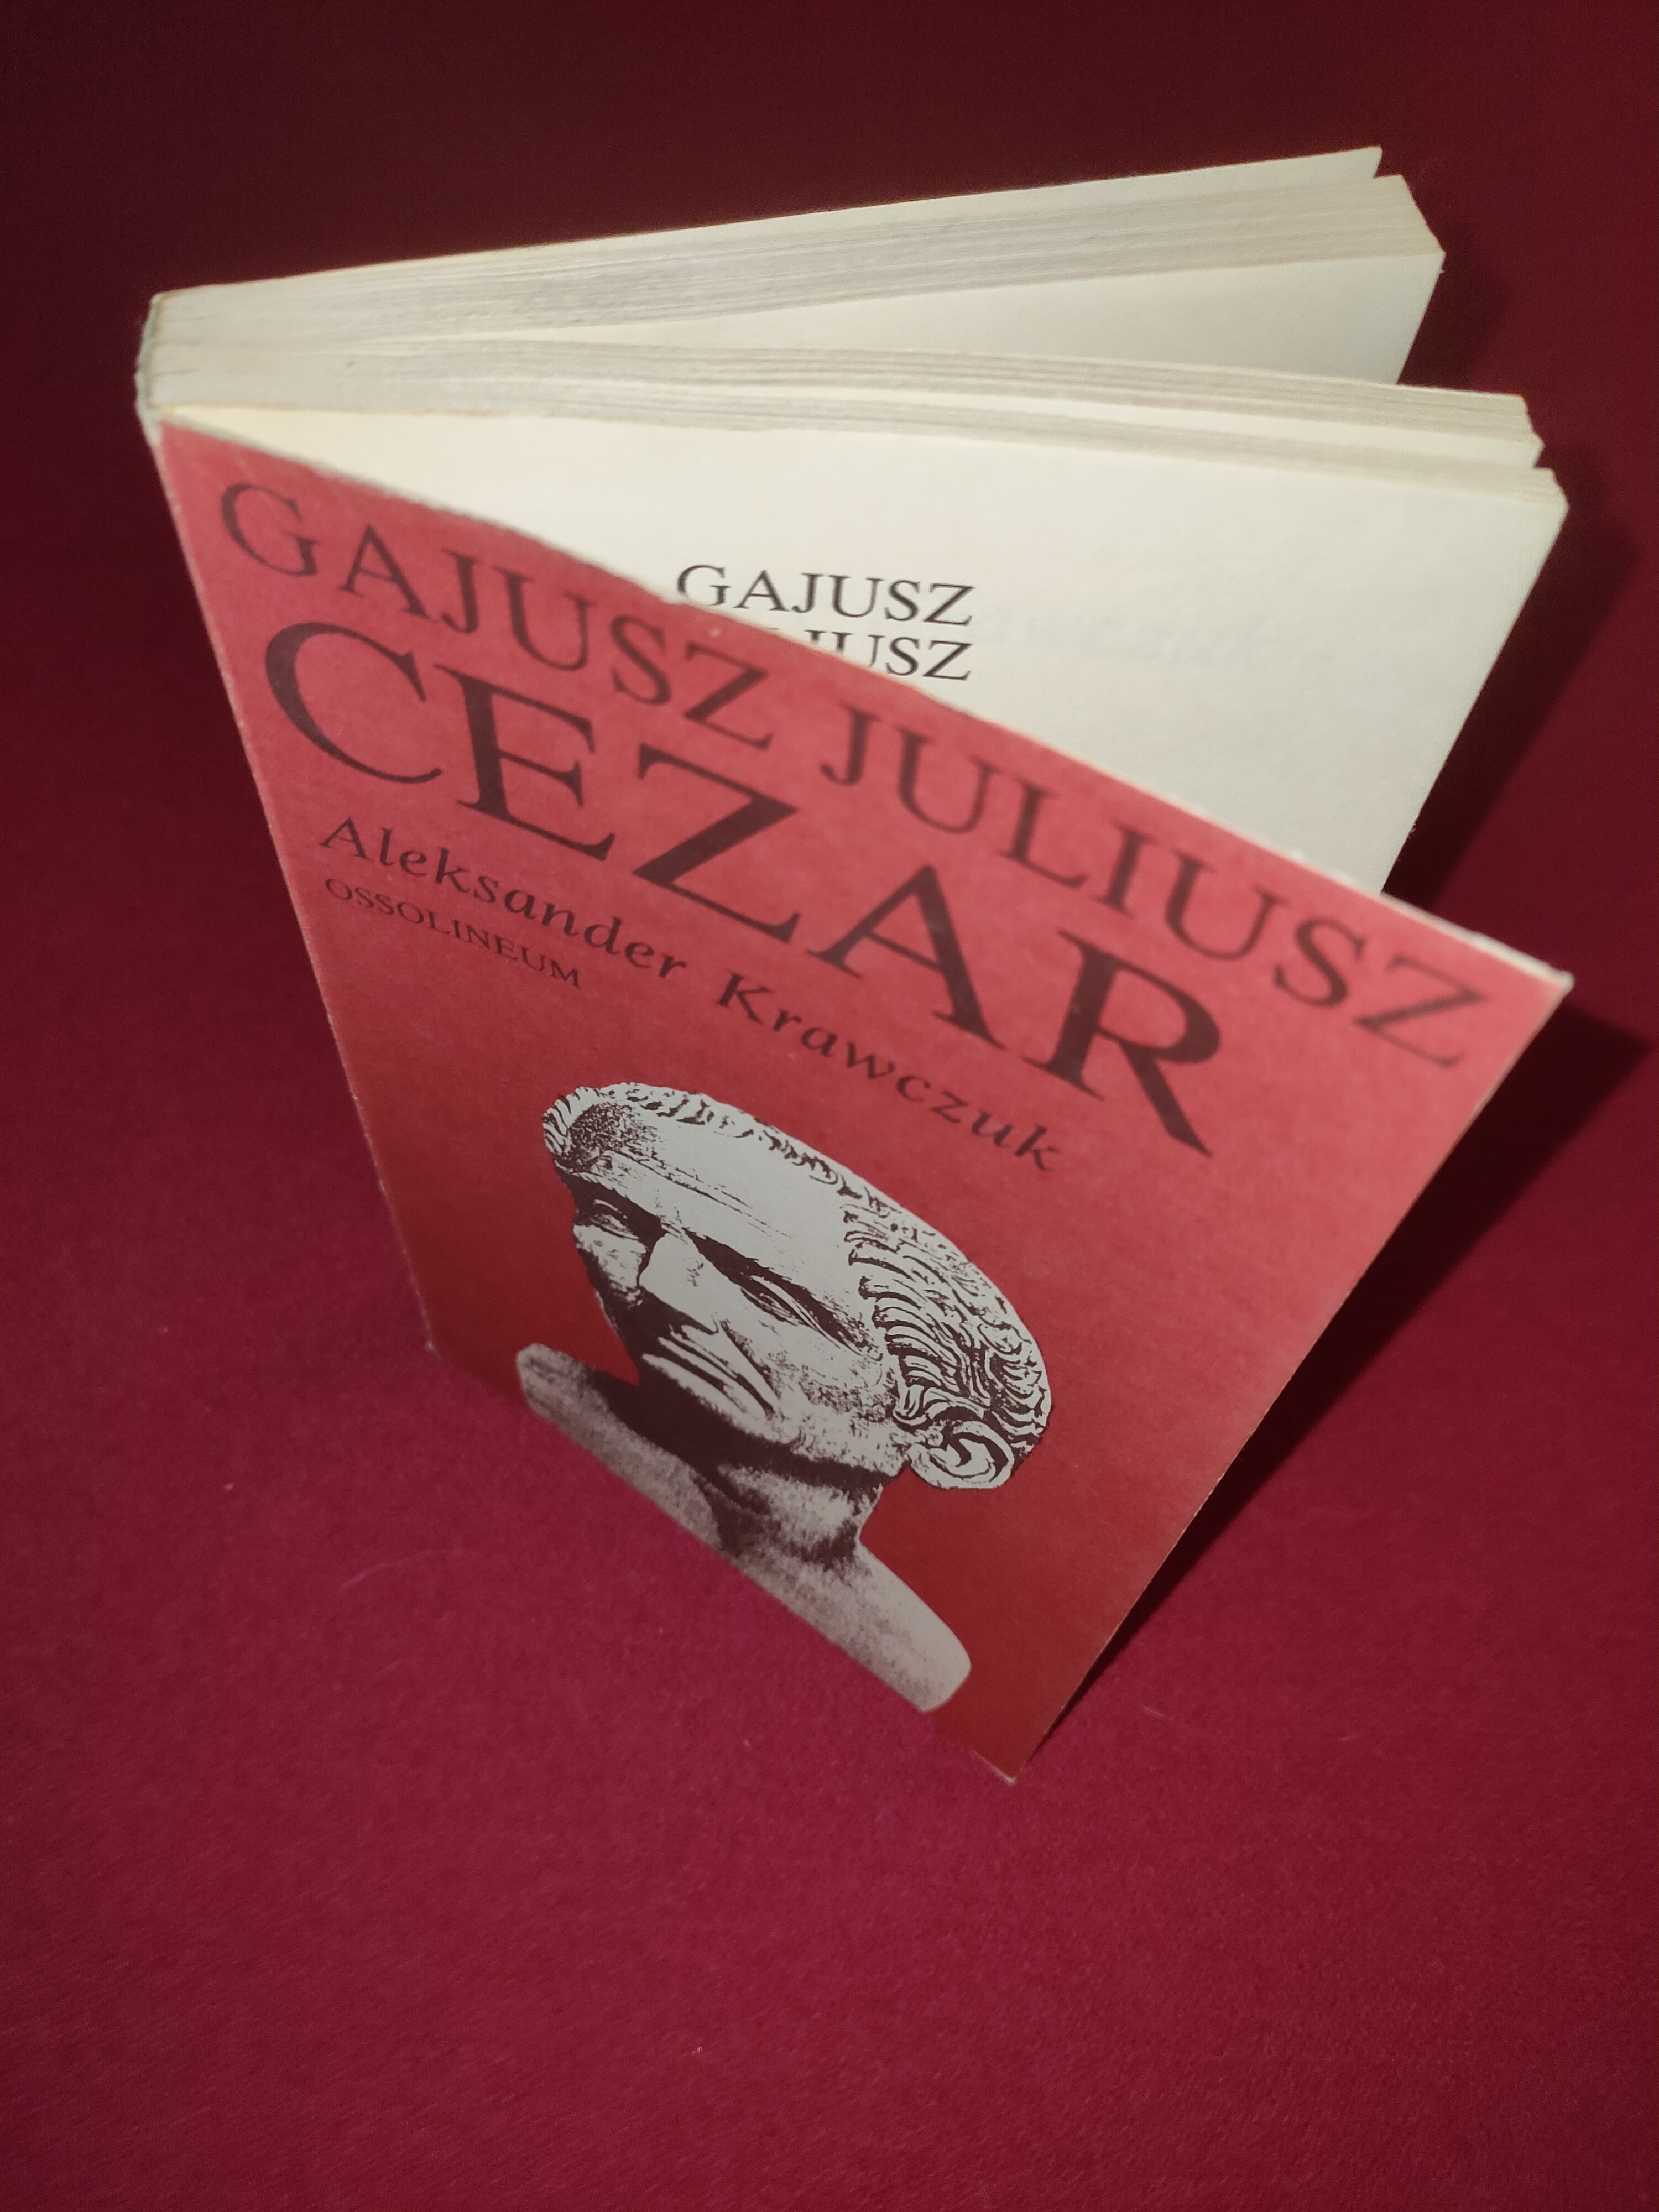 GAJUSZ JULIUSZ
CEZAR
Aleksander Krawczuk
OSSOLINEUM
GAJUSZ